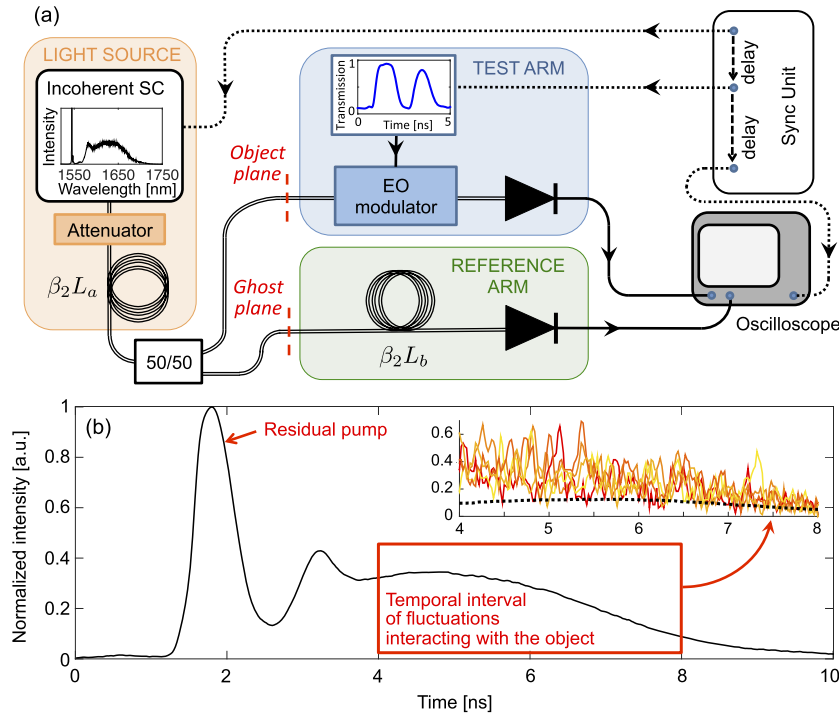 (a)
LIGHT SOURCE
Incoherent SC
Intensity
1550 1650 1750
Wavelength [nm]
Attenuator
β₂Lₐ
50/50
Object
plane
Ghost
plane
TEST ARM
Transmission
1
0
0 5
Time [ns]
EO
modulator
REFERENCE
ARM
β₂L_b
delay
delay
Sync Unit
Oscilloscope
(b)
Normalized intensity [a.u.]
1
0.8
0.6
0.4
0.2
0
0 2 4 6 8 10
Time [ns]
Residual pump
Temporal interval
of fluctuations
interacting with the object
0.6
0.4
0.2
0
4 5 6 7 8